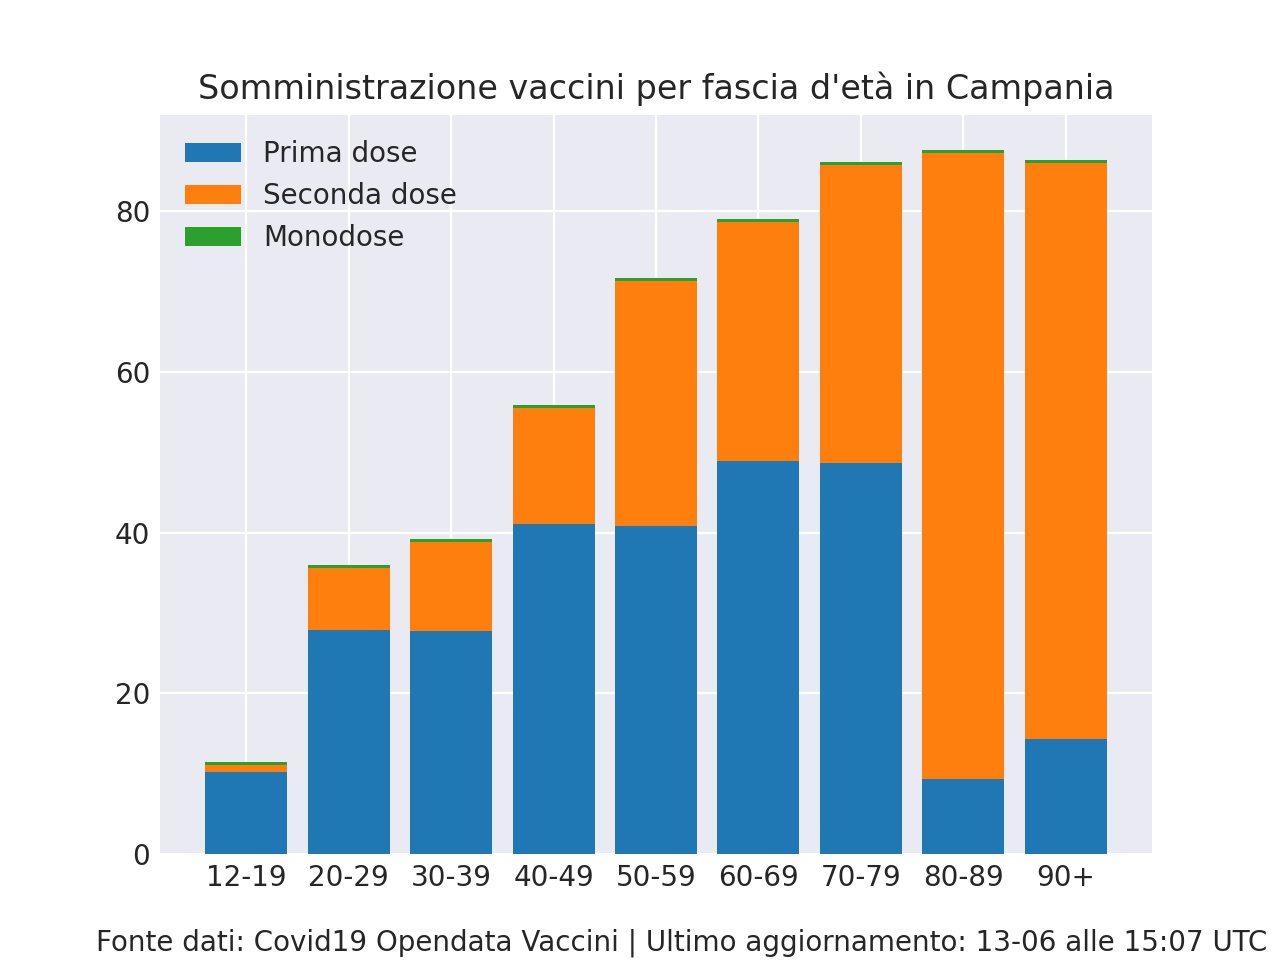 Somministrazione vaccini per fascia d'età in Campania
Prima dose
Seconda dose
Monodose
80
60
40
20
0
12-19 20-29 30-39 40-49 50-59 60-69 70-79 80-89 90+
Fonte dati: Covid19 Opendata Vaccini | Ultimo aggiornamento: 13-06 alle 15:07 UTC